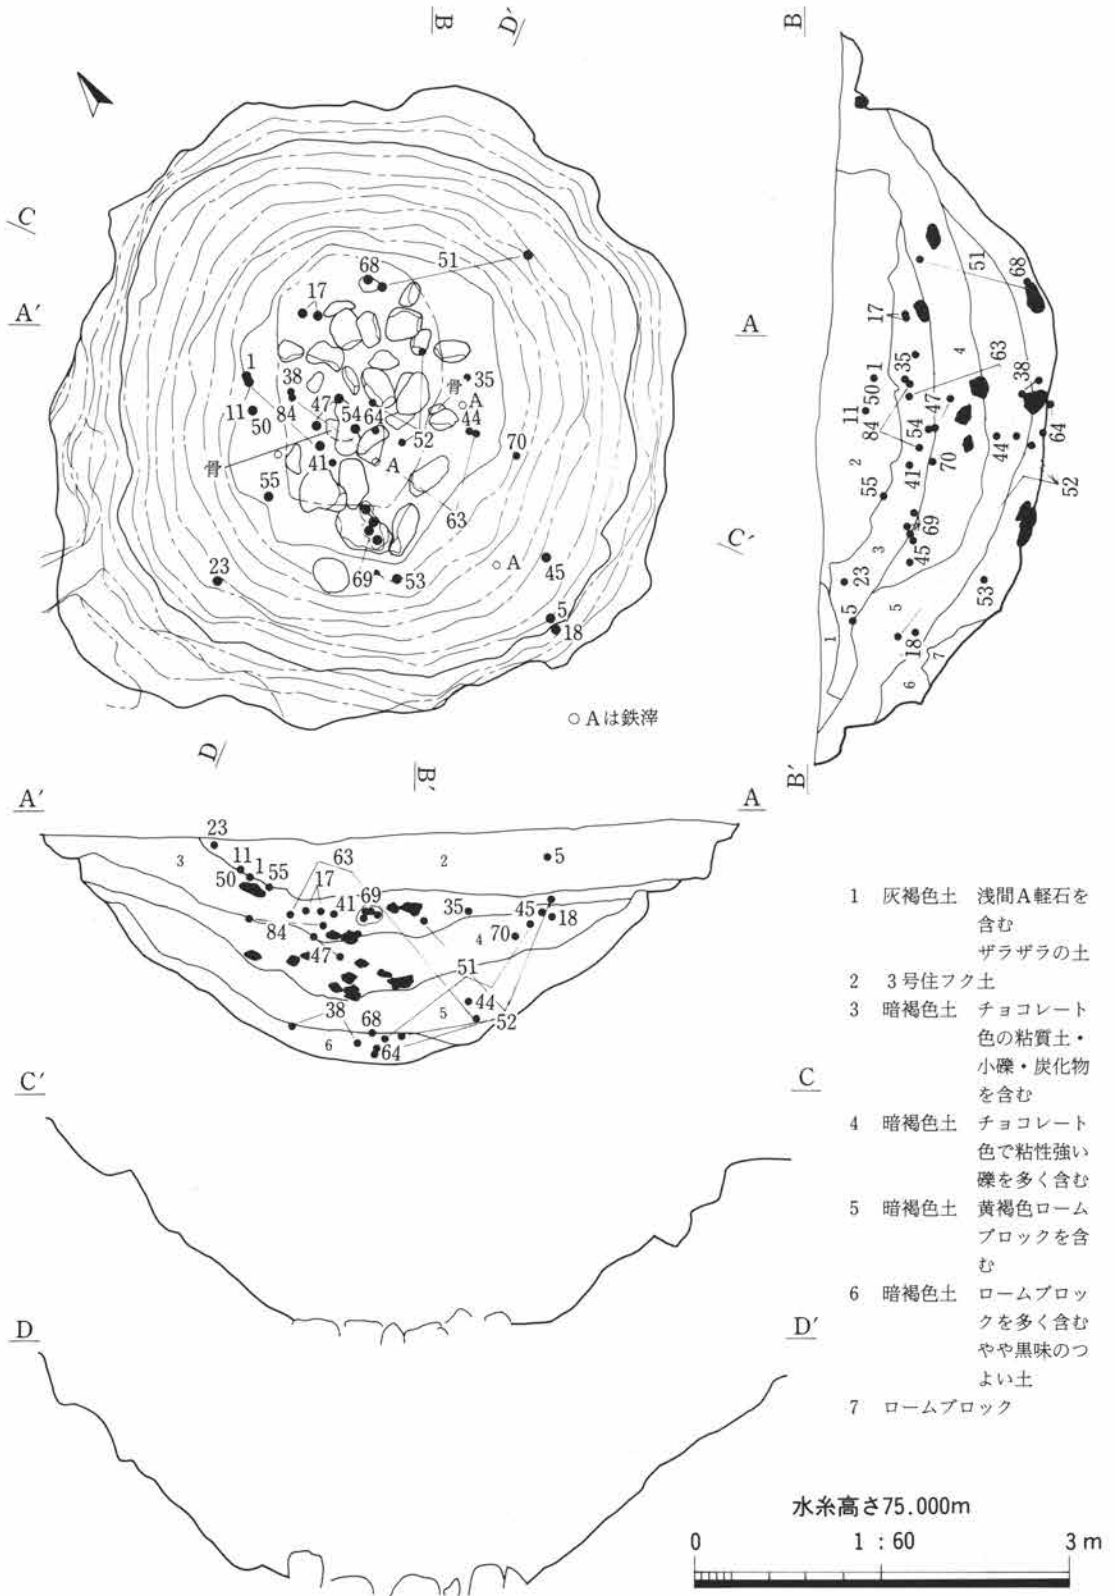 B
D′
C
A′
68
51
17
1
38
骨
35
A
11
50
84
47
54
64
44
52
70
骨
41
A
55
63
23
69
53
A
45
5
18
○ Aは鉄滓
D
B′
B
51
68
17
A
4
63
1
35
38
50
11
47
84
54
64
44
2
41
70
55
52
C′
69
3
45
23
53
5
5
1
18
7
6
B′
A′
A
23
3
11
1
55
63
2
5
50
17
41
69
35
45
18
84
4
70
47
51
44
38
68
5
52
6
64
C′
C
D
D′
1 灰褐色土 浅間A軽石を
含む
ザラザラの土
2 3号住フク土
3 暗褐色土 チョコレート
色の粘質土・
小礫・炭化物
を含む
4 暗褐色土 チョコレート
色で粘性強い
礫を多く含む
5 暗褐色土 黄褐色ローム
ブロックを含
む
6 暗褐色土 ロームブロッ
クを多く含む
やや黒味のつ
よい土
7 ロームブロック
水糸高さ75.000m
0 1:60 3m